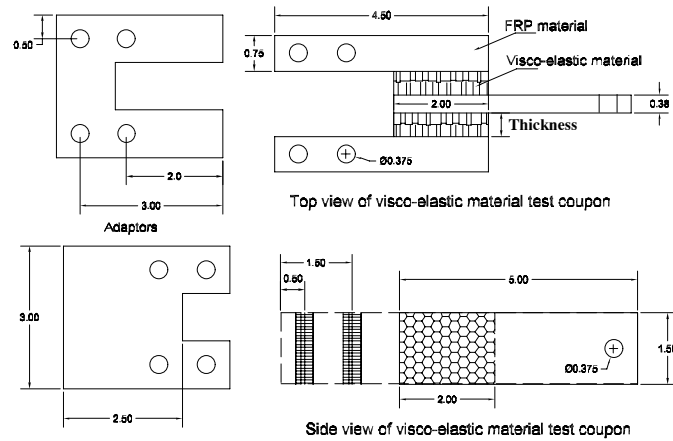 4.50
FRP material
0.50
0.75
Visco-elastic material
2.00
0.38
Thickness
Ø0.375
2.0
3.00
Top view of visco-elastic material test coupon
Adaptors
1.50
5.00
0.50
3.00
1.50
Ø0.375
2.00
2.50
Side view of visco-elastic material test coupon